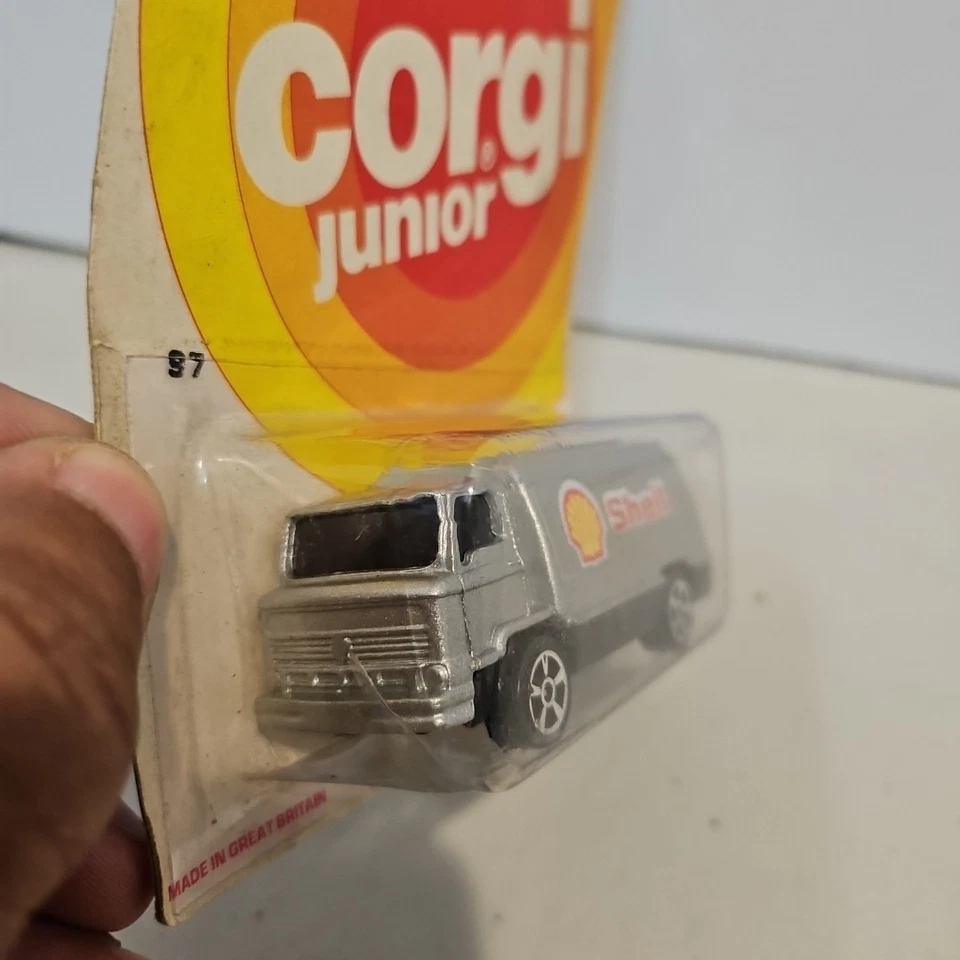 corgi®
junior
97
Shell
MADE IN GREAT BRITAIN